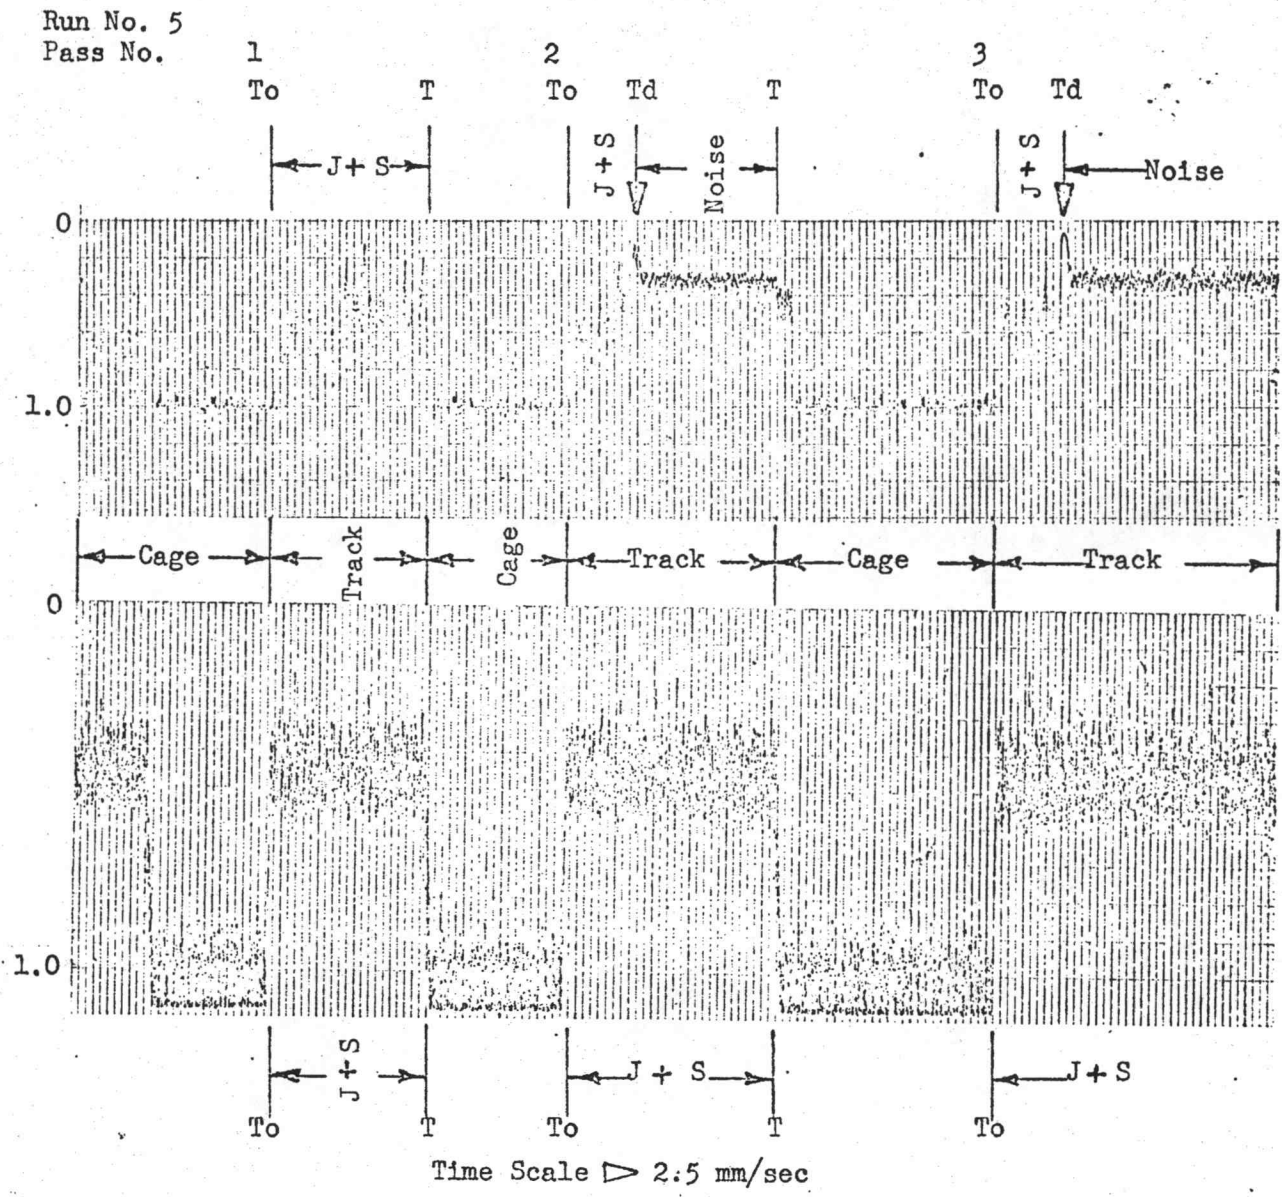 Run No. 5
Pass No. 1 2 3
To T To Td T To Td
J + S J + S Noise J + S Noise
0
1.0
Cage Track Cage Track Cage Track
0
1.0
J + S J + S J + S
To T To T To
Time Scale ▷ 2.5 mm/sec